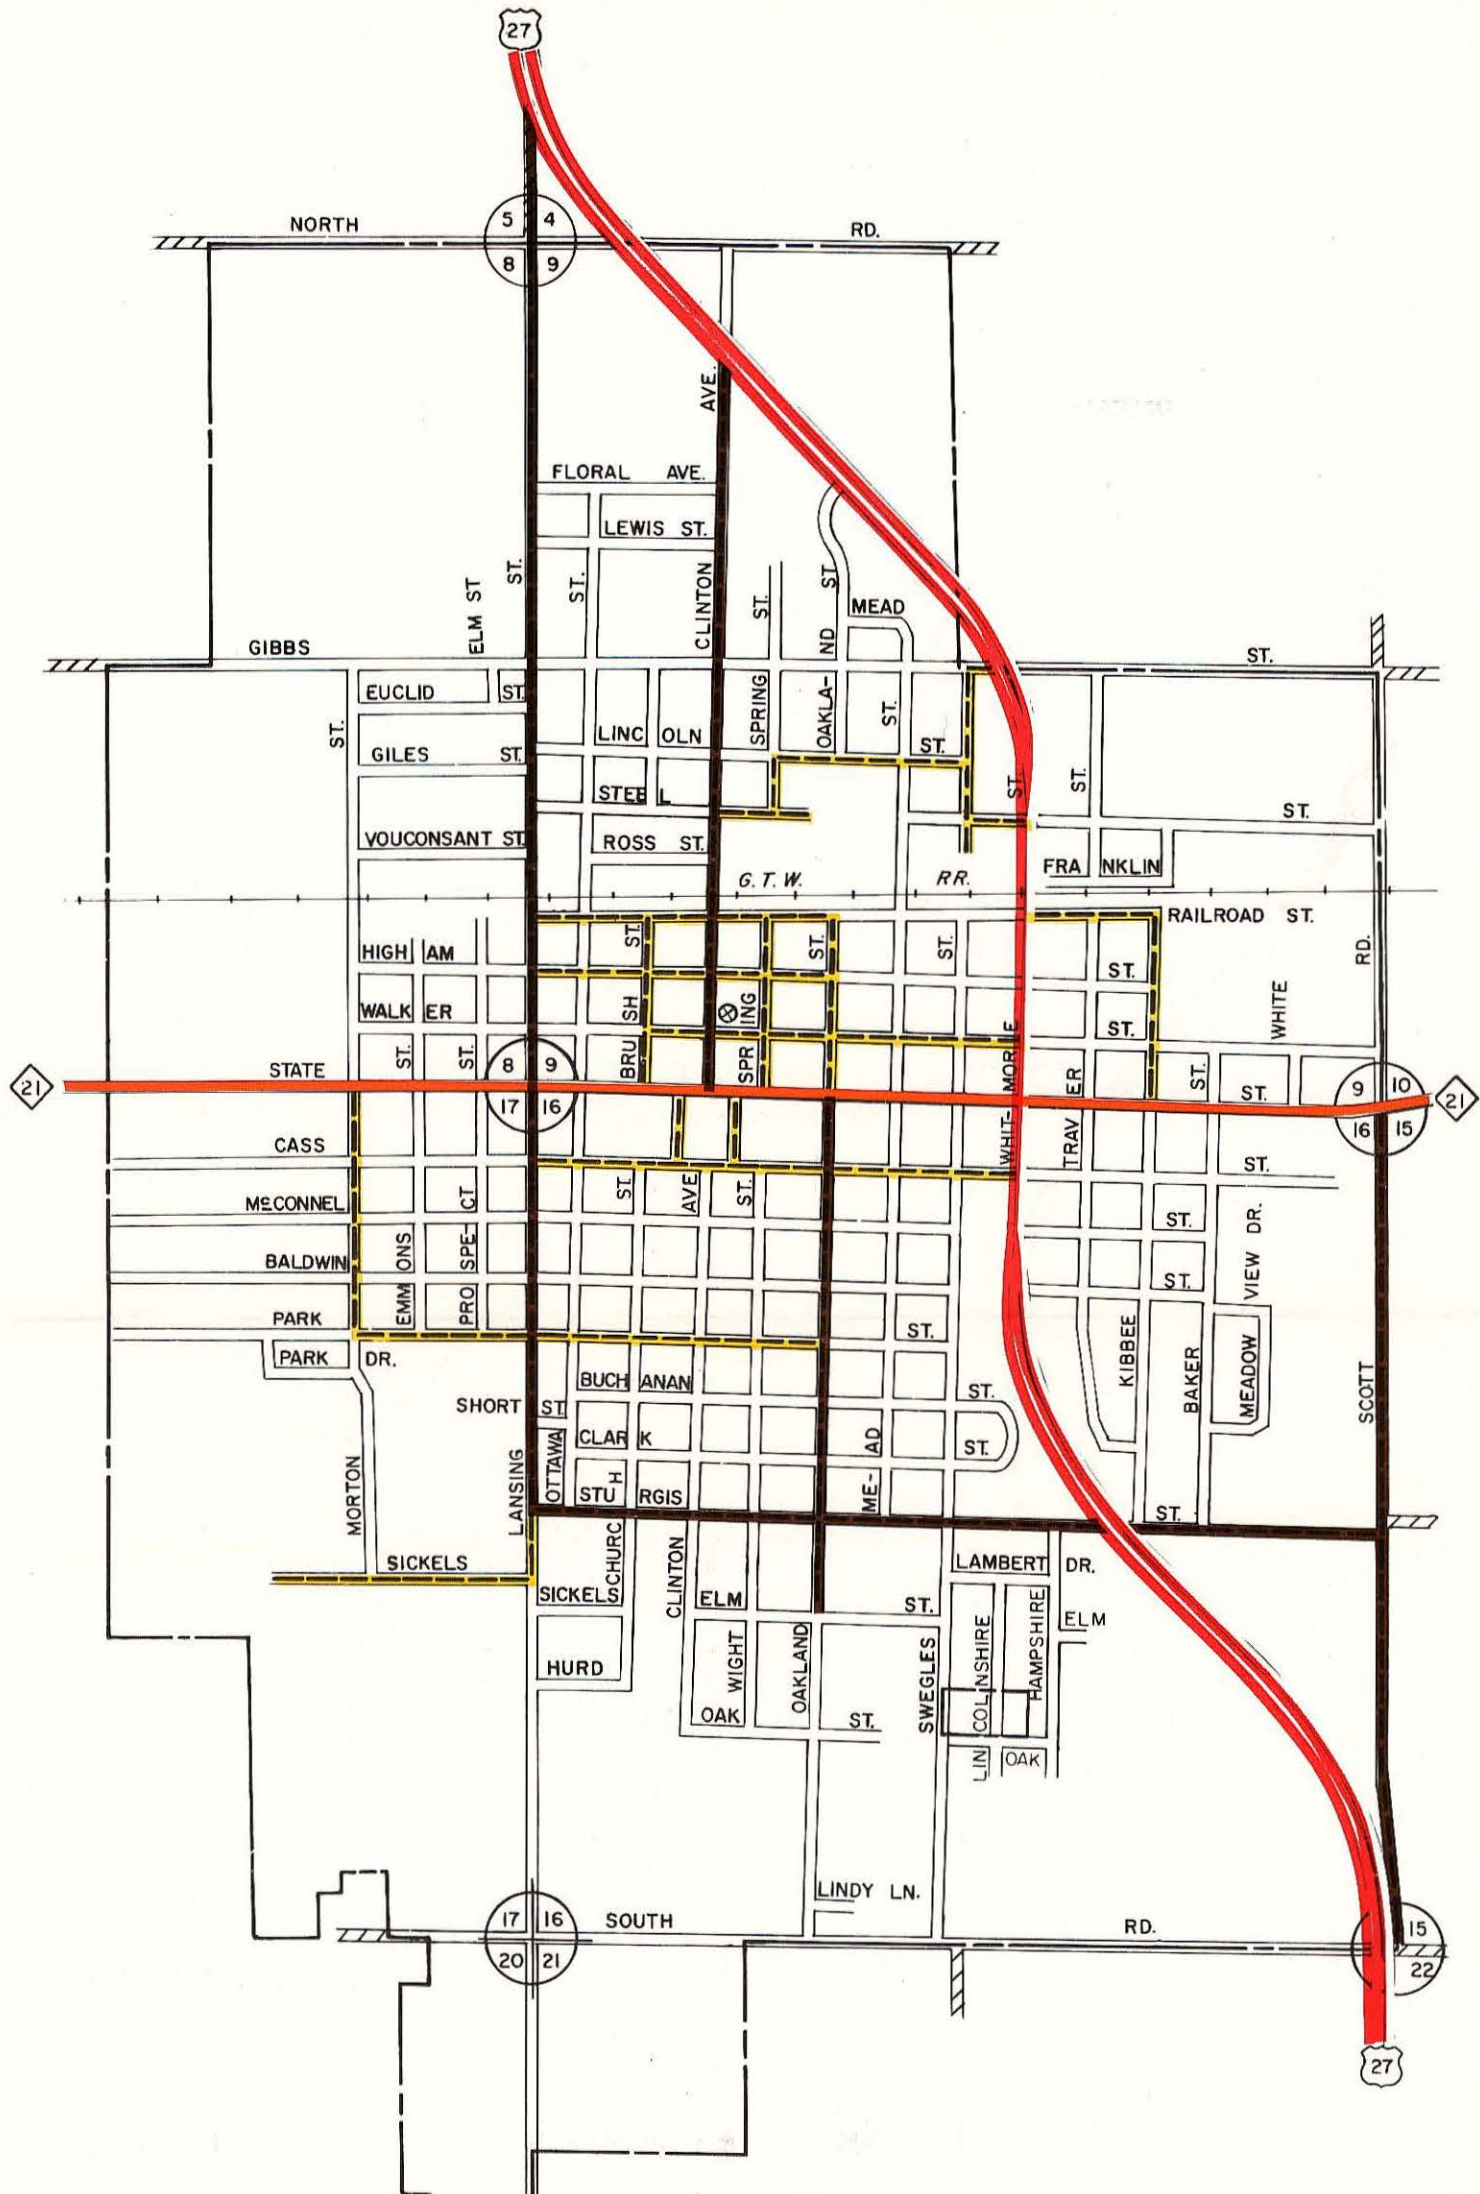 27
NORTH RD.
5 4
8 9
AVE.
FLORAL AVE.
LEWIS ST.
ELM ST
ST.
ST.
CLINTON
ST.
ST
MEAD
GIBBS
ST.
EUCLID ST.
ST.
LINC OLN
SPRING
OAKLA- ND
ST.
ST.
GILES ST.
STEE L
ST.
ST.
ST.
VOUCONSANT ST.
ROSS ST.
FRA NKLIN
G. T. W. RR.
RAILROAD ST.
HIGH AM
ST.
ST.
ST.
ST.
RD.
WALK ER
BRU SH
SPR ING
ST.
WHITE
STATE
ST.
ST.
8 9
17 16
WHIT- MORE
TRAV ER
ST.
ST.
9 10
16 15
21
21
CASS
ST.
McCONNEL
ST.
AVE
ST.
ST.
BALDWIN
EMM ONS
PRO SPE- CT
ST.
VIEW DR.
PARK
ST.
PARK DR.
BUCH ANAN
ST.
KIBBEE
BAKER
MEADOW
SCOTT
SHORT ST.
CLAR K
ME- AD
ST.
MORTON
LANSING
OTTAWA
STU RGIS
ST.
SICKELS
CHURC H
LAMBERT DR.
SICKELS
CLINTON
ELM ST.
ELM
HURD
WIGHT
OAKLAND
SWEGLES
LIN COLNSHIRE
HAMPSHIRE
OAK ST.
OAK
LINDY LN.
17 16
20 21
SOUTH RD.
15
22
27